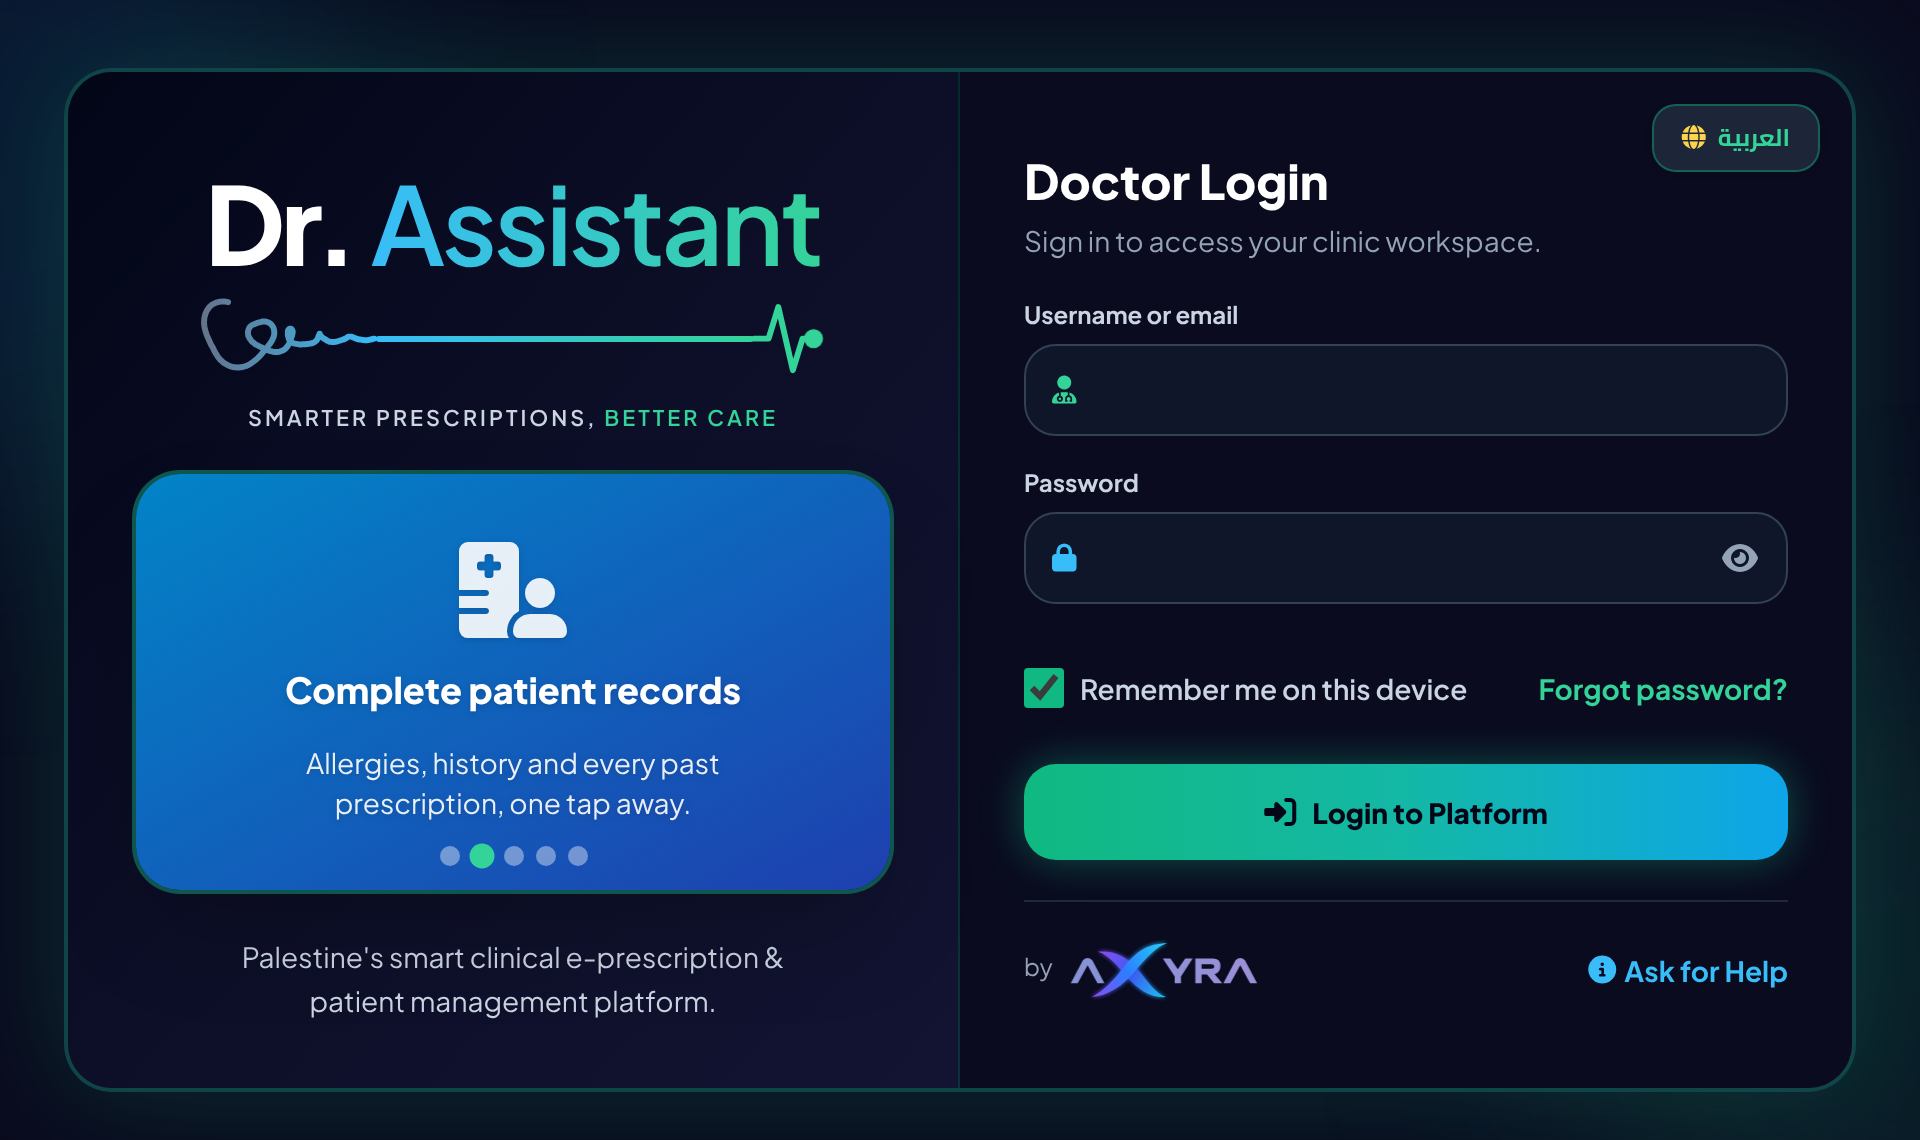 Dr. Assistant
SMARTER PRESCRIPTIONS, BETTER CARE
Complete patient records
Allergies, history and every past
prescription, one tap away.
Palestine's smart clinical e-prescription &
patient management platform.
العربية
Doctor Login
Sign in to access your clinic workspace.
Username or email
Password
Remember me on this device
Forgot password?
Login to Platform
by AXYRA
Ask for Help